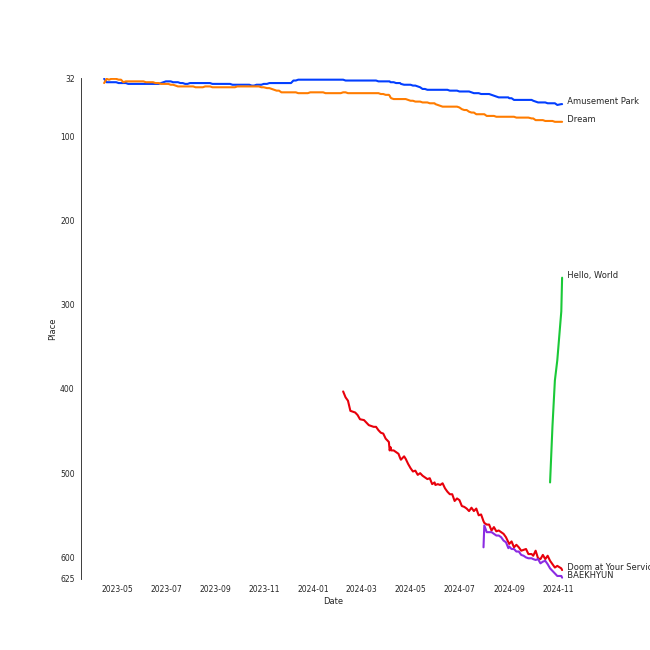 32
100
200
300
400
500
600
625
Place
2023-05
2023-07
2023-09
2023-11
2024-01
2024-03
2024-05
2024-07
2024-09
2024-11
Date
Amusement Park
Dream
Hello, World
Doom at Your Servic
BAEKHYUN